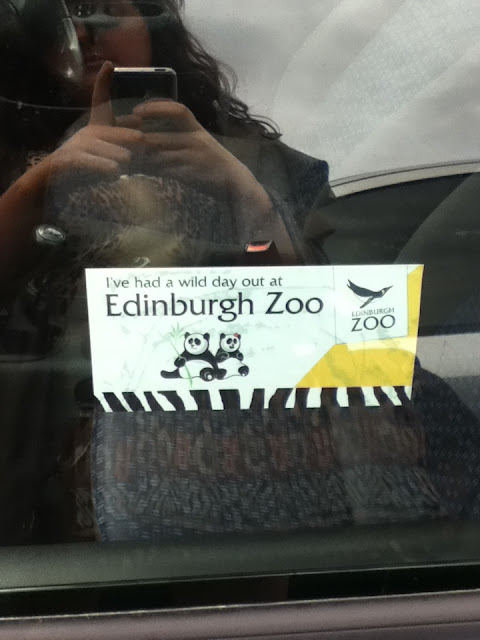 I've had a wild day out at
Edinburgh Zoo
EDINBURGH
ZOO